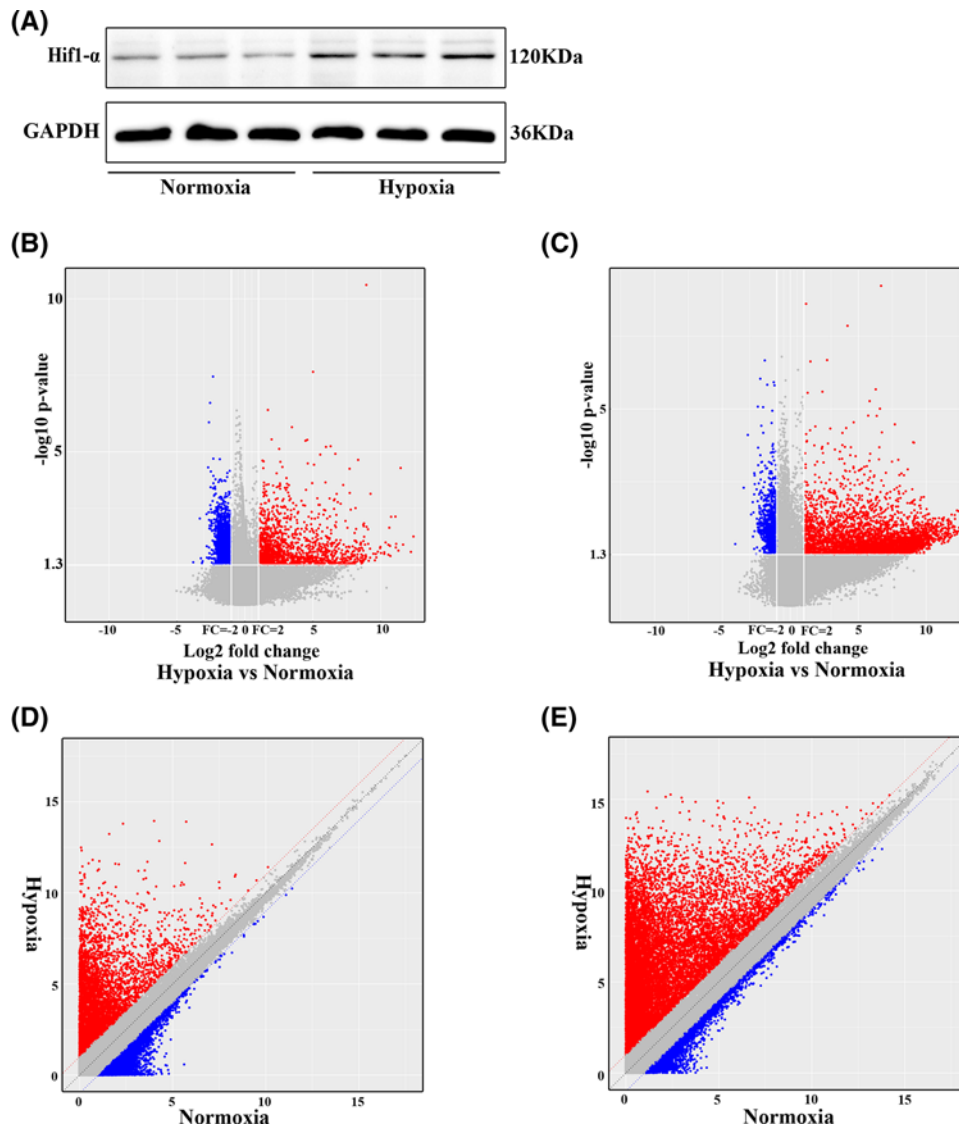 (A)
Hif1-α 120KDa
GAPDH 36KDa
Normoxia Hypoxia
(B)
-log10 p-value
10
5
1.3
-10 -5 FC=-2 0 FC=2 5 10
Log2 fold change
Hypoxia vs Normoxia
(C)
-log10 p-value
5
1.3
-10 -5 FC=-2 0 FC=2 5 10
Log2 fold change
Hypoxia vs Normoxia
(D)
Hypoxia
15
10
5
0
0 5 10 15
Normoxia
(E)
Hypoxia
15
10
5
0
0 5 10 15
Normoxia